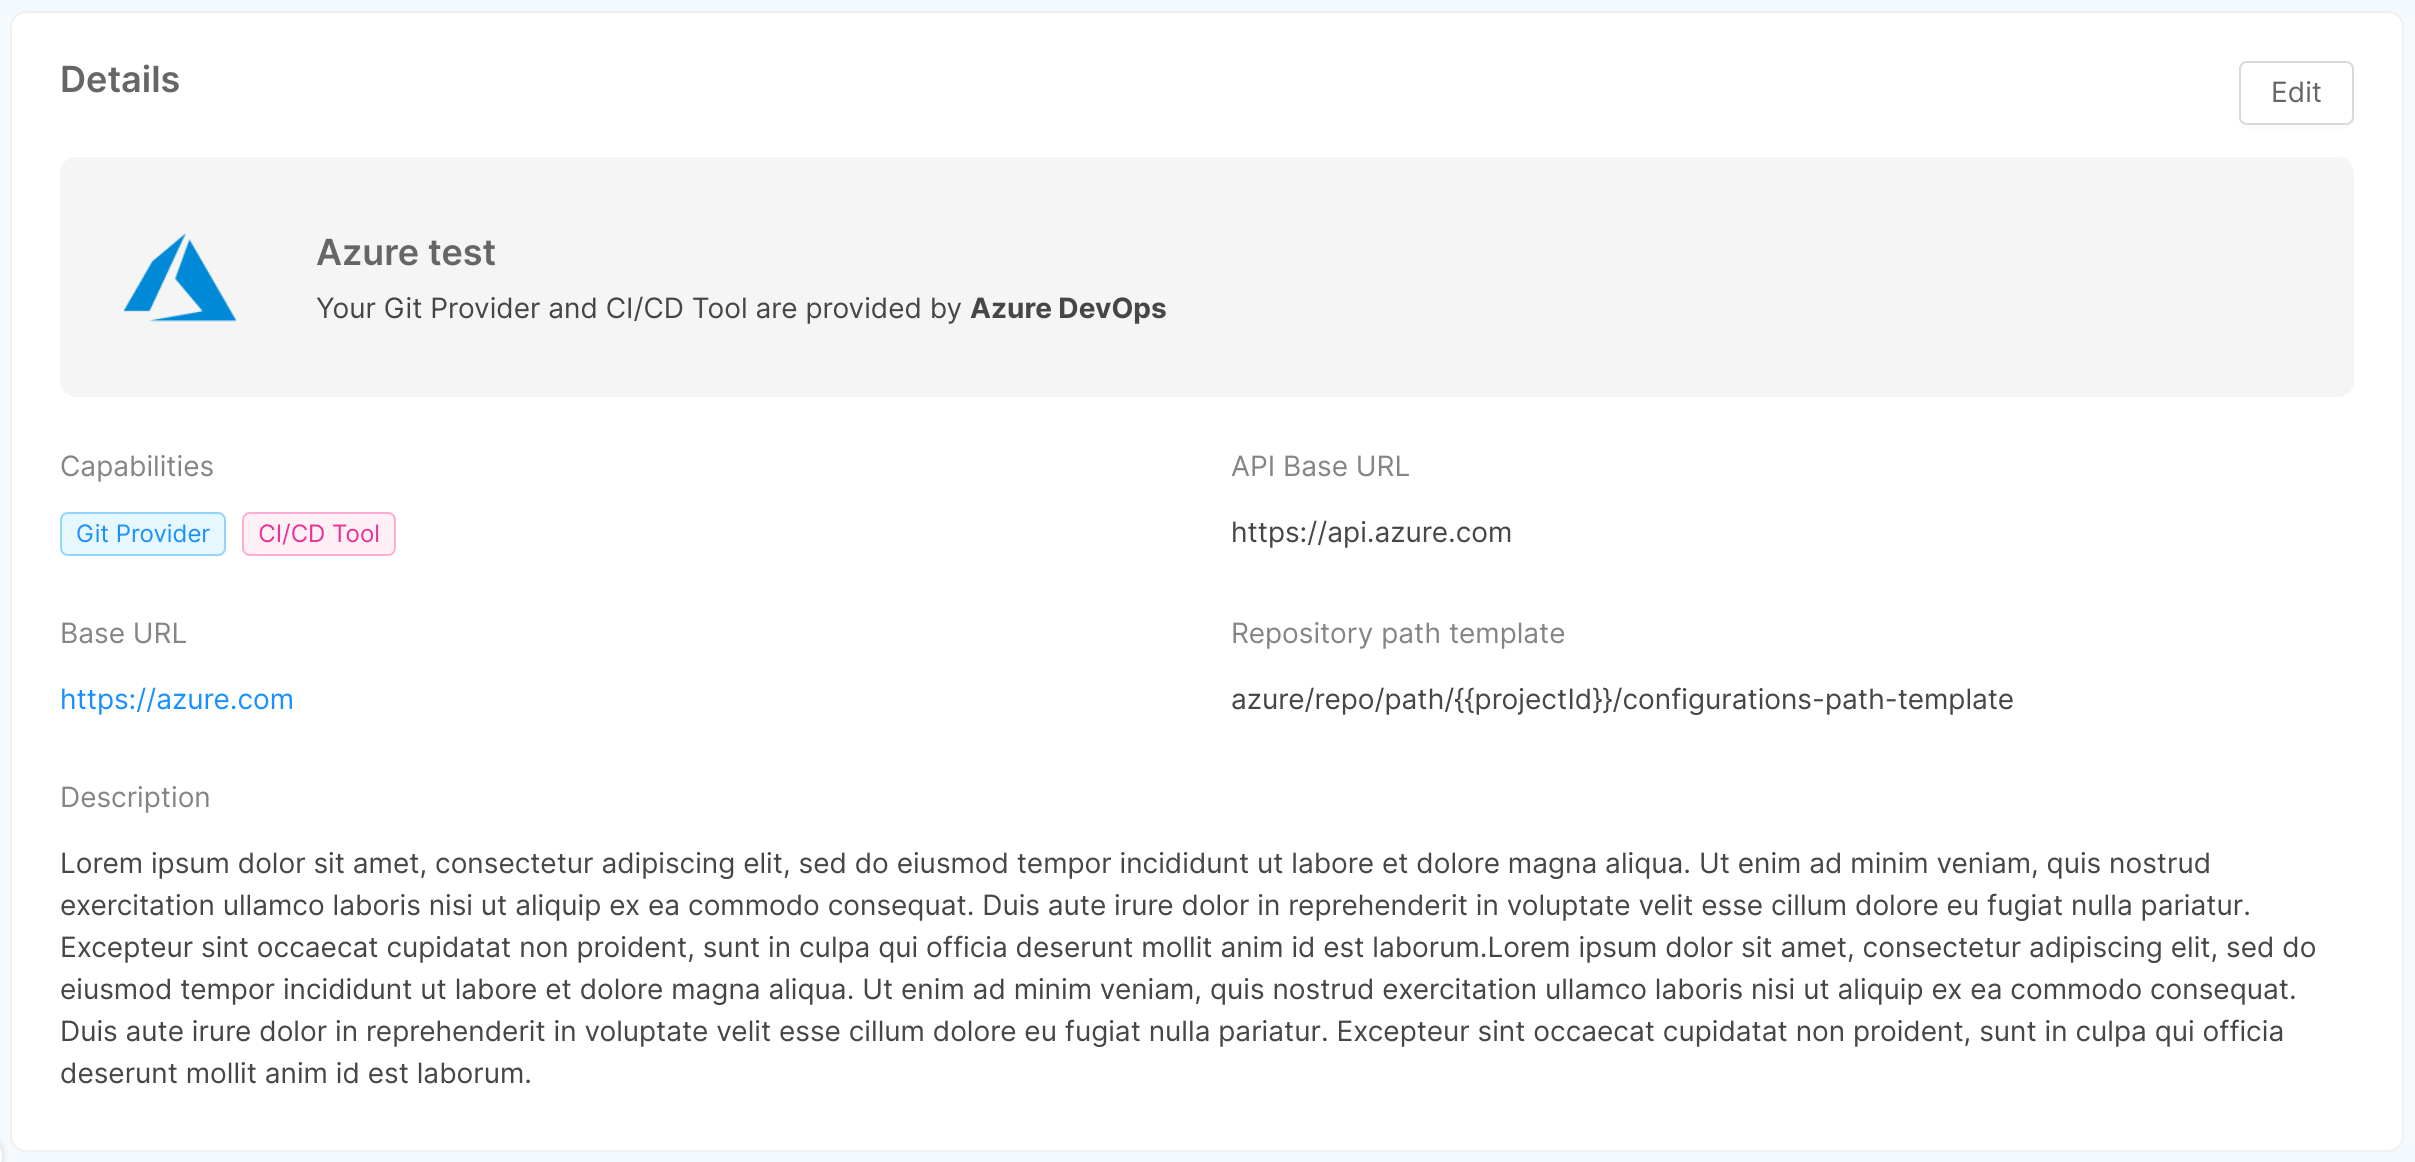 Details
Edit
Azure test
Your Git Provider and CI/CD Tool are provided by Azure DevOps
Capabilities
Git Provider CI/CD Tool
API Base URL
https://api.azure.com
Base URL
https://azure.com
Repository path template
azure/repo/path/{{projectId}}/configurations-path-template
Description
Lorem ipsum dolor sit amet, consectetur adipiscing elit, sed do eiusmod tempor incididunt ut labore et dolore magna aliqua. Ut enim ad minim veniam, quis nostrud
exercitation ullamco laboris nisi ut aliquip ex ea commodo consequat. Duis aute irure dolor in reprehenderit in voluptate velit esse cillum dolore eu fugiat nulla pariatur.
Excepteur sint occaecat cupidatat non proident, sunt in culpa qui officia deserunt mollit anim id est laborum.Lorem ipsum dolor sit amet, consectetur adipiscing elit, sed do
eiusmod tempor incididunt ut labore et dolore magna aliqua. Ut enim ad minim veniam, quis nostrud exercitation ullamco laboris nisi ut aliquip ex ea commodo consequat.
Duis aute irure dolor in reprehenderit in voluptate velit esse cillum dolore eu fugiat nulla pariatur. Excepteur sint occaecat cupidatat non proident, sunt in culpa qui officia
deserunt mollit anim id est laborum.